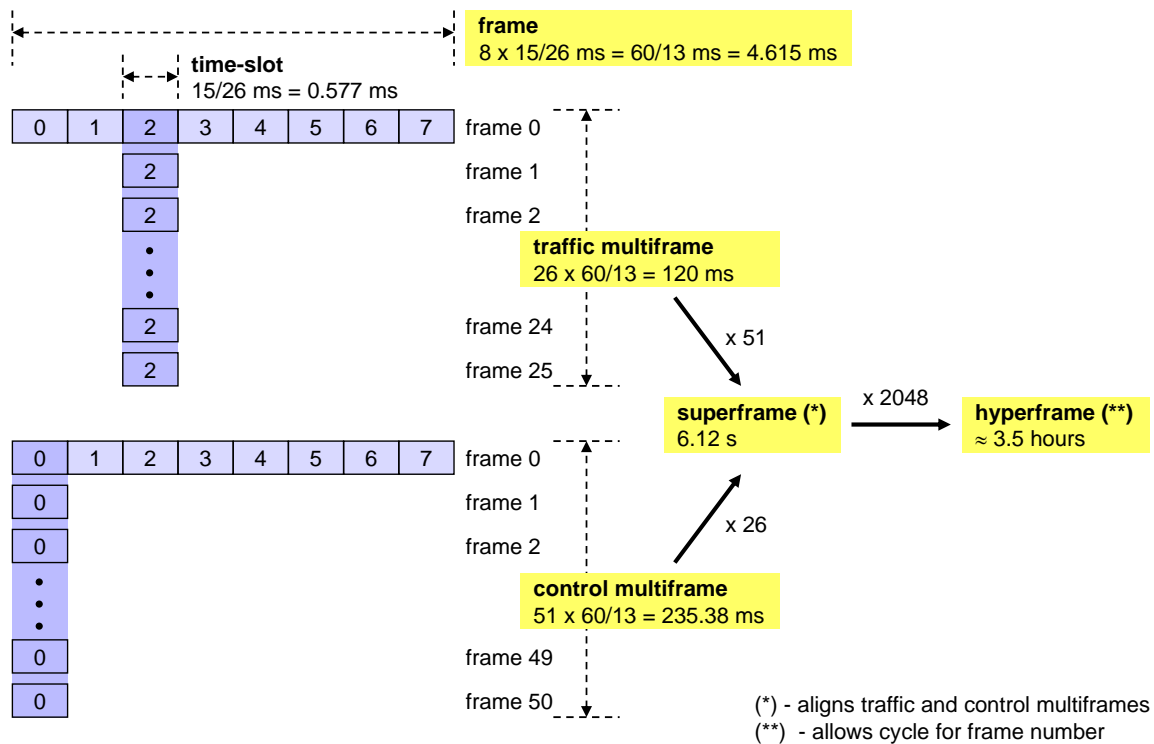 frame
8 x 15/26 ms = 60/13 ms = 4.615 ms
time-slot
15/26 ms = 0.577 ms
0 1 2 3 4 5 6 7 frame 0
2 frame 1
2 frame 2
traffic multiframe
26 x 60/13 = 120 ms
2 frame 24
x 51
2 frame 25
superframe (*)
6.12 s
x 2048
hyperframe (**)
≈ 3.5 hours
0 1 2 3 4 5 6 7 frame 0
0 frame 1
0 frame 2
x 26
control multiframe
51 x 60/13 = 235.38 ms
0 frame 49
0 frame 50
(*) - aligns traffic and control multiframes
(**) - allows cycle for frame number